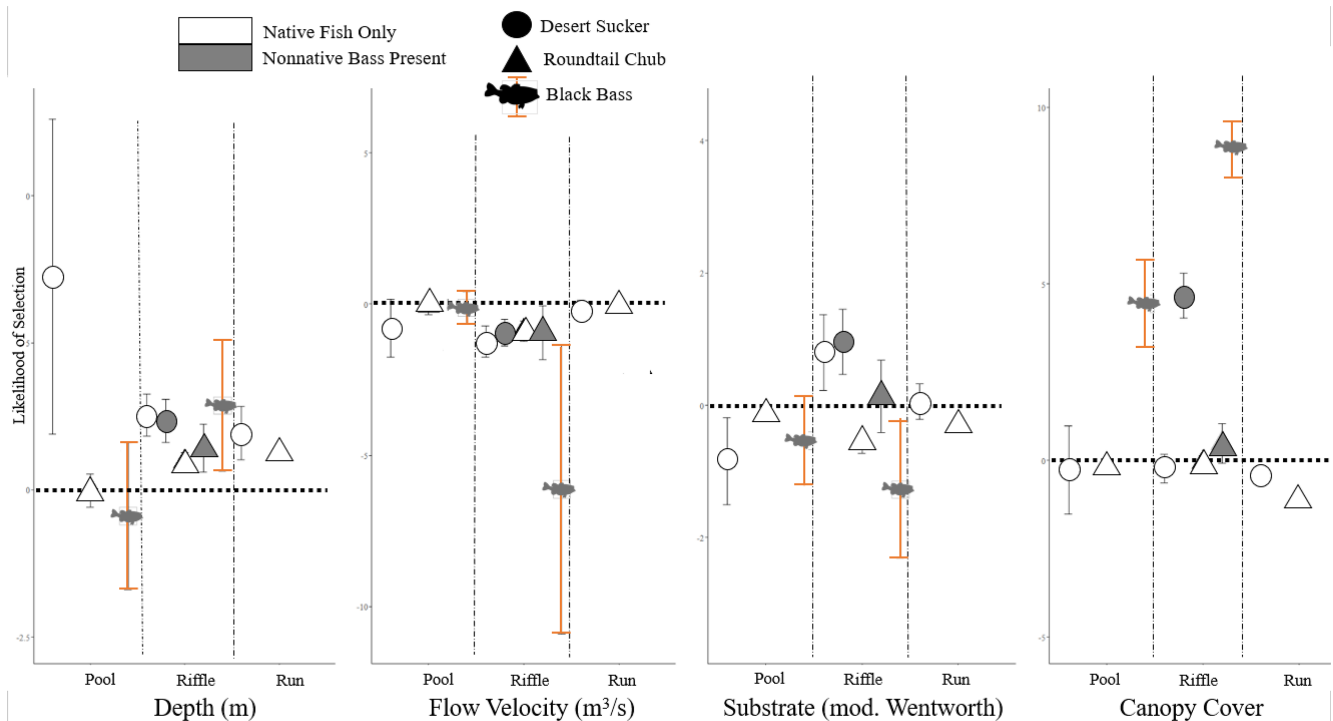 Native Fish Only
Nonnative Bass Present
Desert Sucker
Roundtail Chub
Black Bass
Likelihood of Selection
0
5
0
-2.5
Pool Riffle Run
Depth (m)
5
0
-5
-10
Pool Riffle Run
Flow Velocity (m³/s)
4
2
0
-2
Pool Riffle Run
Substrate (mod. Wentworth)
10
5
0
-5
Pool Riffle Run
Canopy Cover